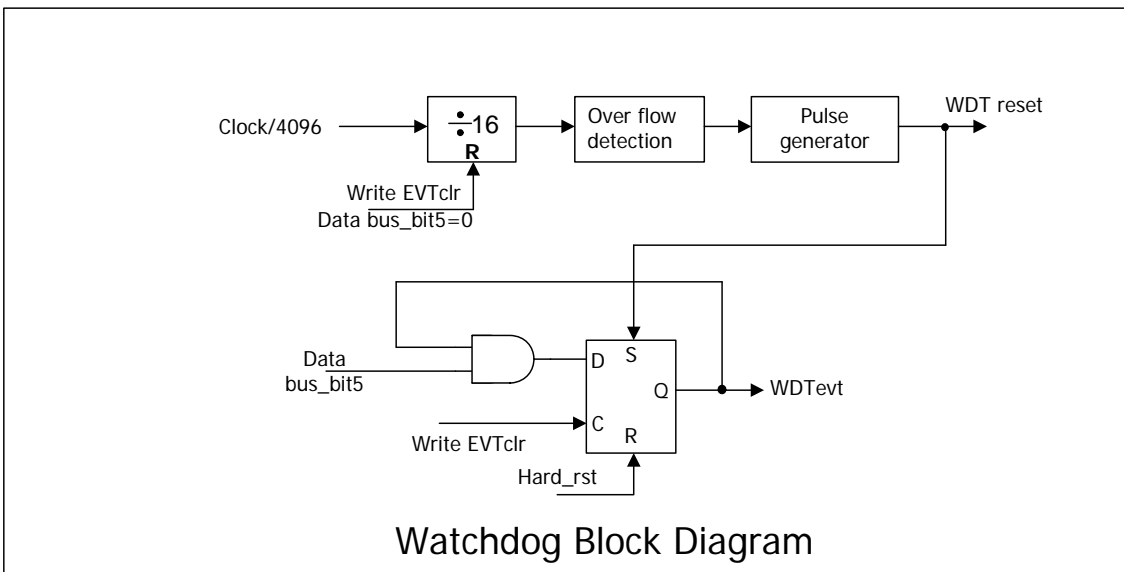 Clock/4096
÷16
R
Over flow
detection
Pulse
generator
WDT reset
Write EVTclr
Data bus_bit5=0
Data
bus_bit5
D
S
Q
C
R
WDTevt
Write EVTclr
Hard_rst
Watchdog Block Diagram